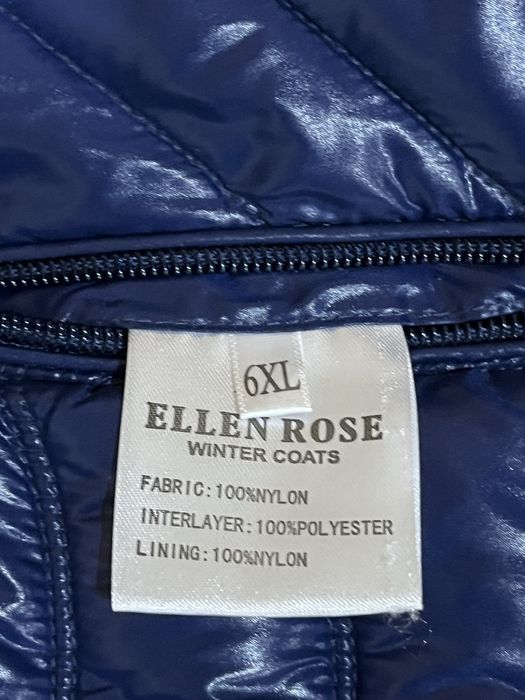 6XL
ELLEN ROSE
WINTER COATS
FABRIC:100%NYLON
INTERLAYER:100%POLYESTER
LINING:100%NYLON